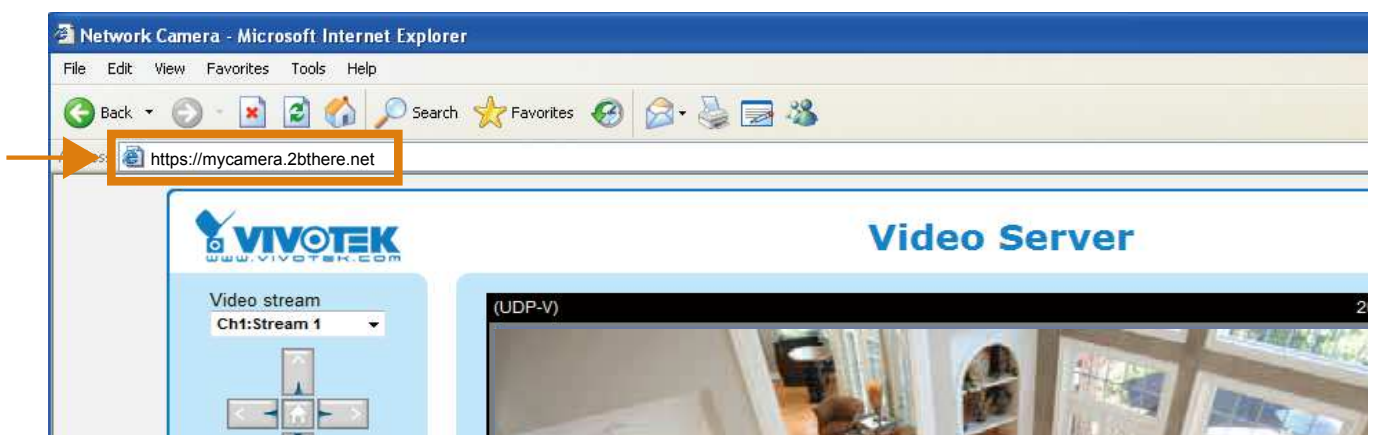 Network Camera - Microsoft Internet Explorer
File Edit View Favorites Tools Help
Back Search Favorites
https://mycamera.2bthere.net
VIVOTEK
www.vivotek.com
Video Server
Video stream
Ch1:Stream 1
(UDP-V)